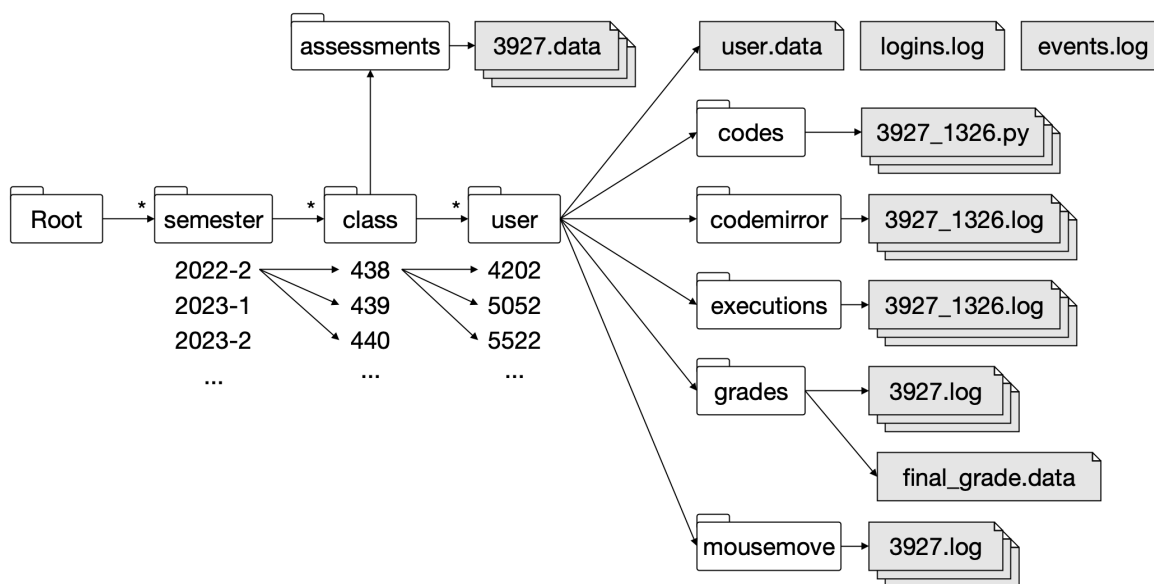 assessments
3927.data
user.data
logins.log
events.log
codes
3927_1326.py
Root
*
semester
*
class
*
user
codemirror
3927_1326.log
2022-2
438
4202
2023-1
439
5052
2023-2
440
5522
...
...
...
executions
3927_1326.log
grades
3927.log
final_grade.data
mousemove
3927.log